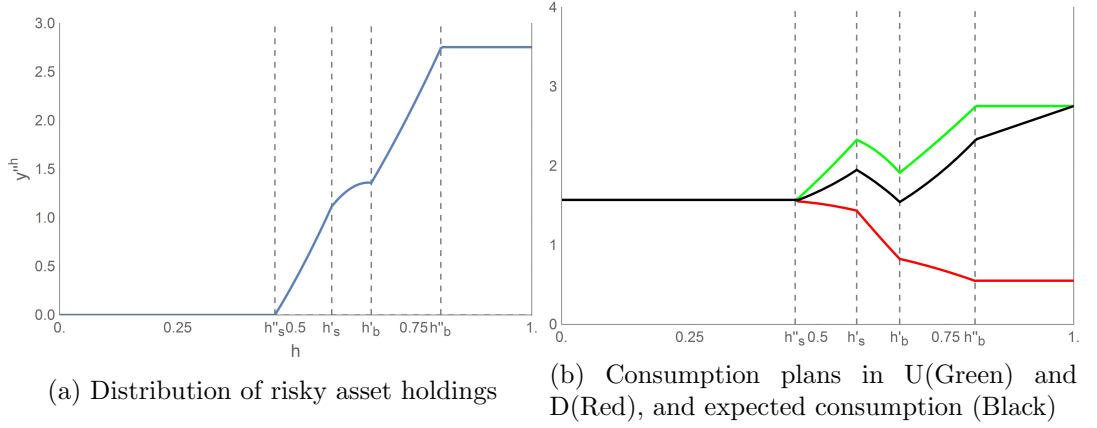 3.0
2.5
2.0
1.5
1.0
0.5
0.0
y''h
0. 0.25 h''s 0.5 h's h'b 0.75 h''b 1.
h
(a) Distribution of risky asset holdings
4
3
2
1
0
0. 0.25 h''s 0.5 h's h'b 0.75 h''b 1.
(b) Consumption plans in U(Green) and
D(Red), and expected consumption (Black)